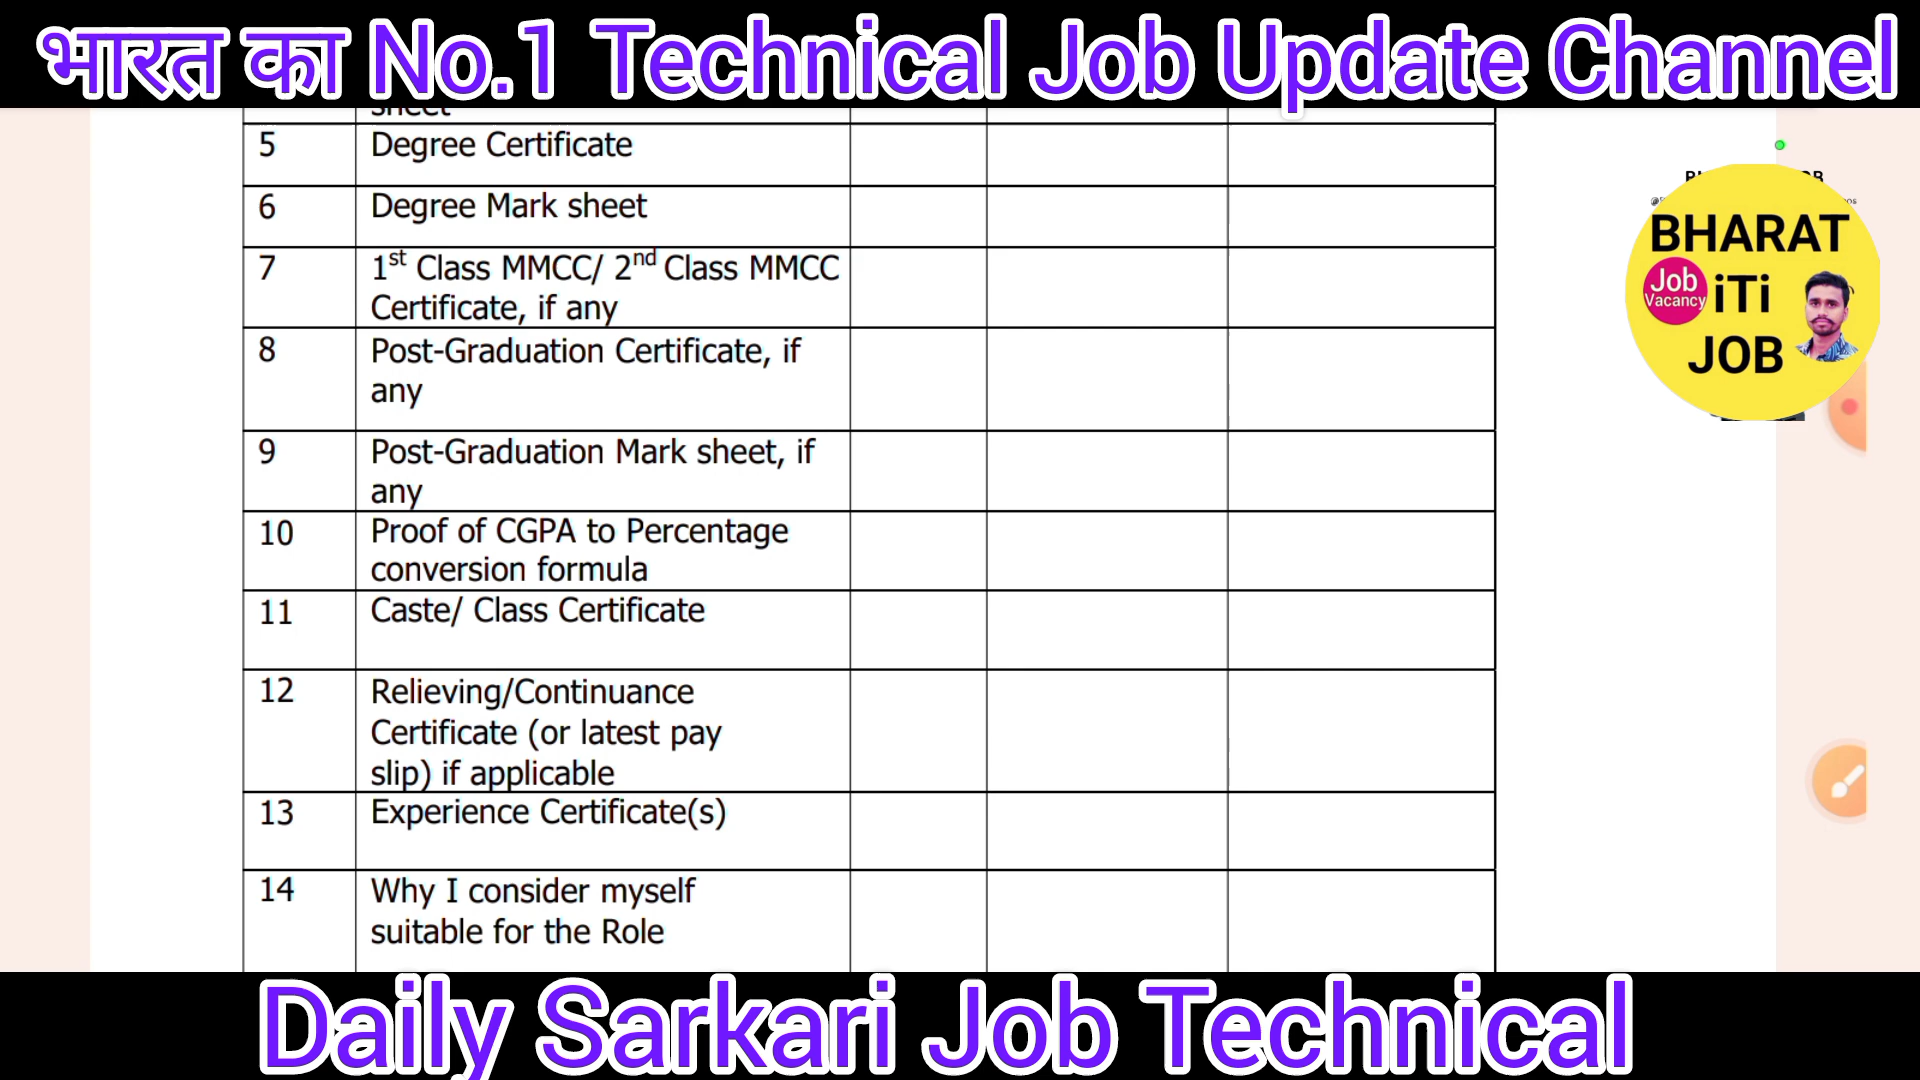 भारत का No.1 Technical Job Update Channel
sheet
5 Degree Certificate
6 Degree Mark sheet
7 1st Class MMCC/ 2nd Class MMCC
Certificate, if any
8 Post-Graduation Certificate, if
any
9 Post-Graduation Mark sheet, if
any
10 Proof of CGPA to Percentage
conversion formula
11 Caste/ Class Certificate
12 Relieving/Continuance
Certificate (or latest pay
slip) if applicable
13 Experience Certificate(s)
14 Why I consider myself
suitable for the Role
BHARAT
Job
Vacancy
iTi
JOB
Daily Sarkari Job Technical